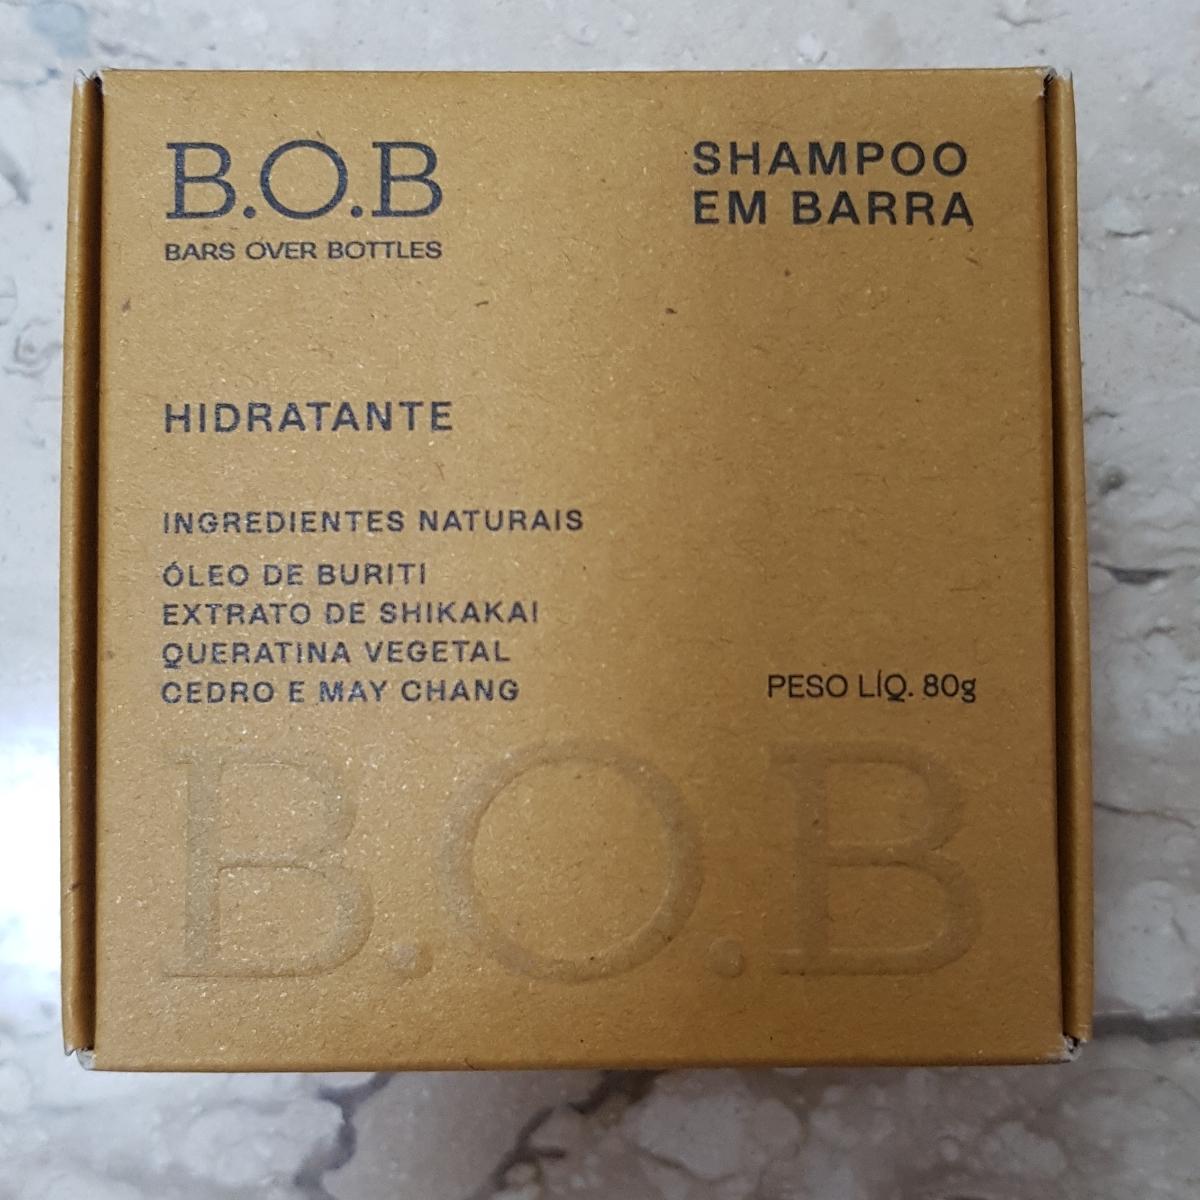 B.O.B
BARS OVER BOTTLES
SHAMPOO
EM BARRA
HIDRATANTE
INGREDIENTES NATURAIS
ÓLEO DE BURITI
EXTRATO DE SHIKAKAI
QUERATINA VEGETAL
CEDRO E MAY CHANG
PESO LÍQ. 80g
B.O.B